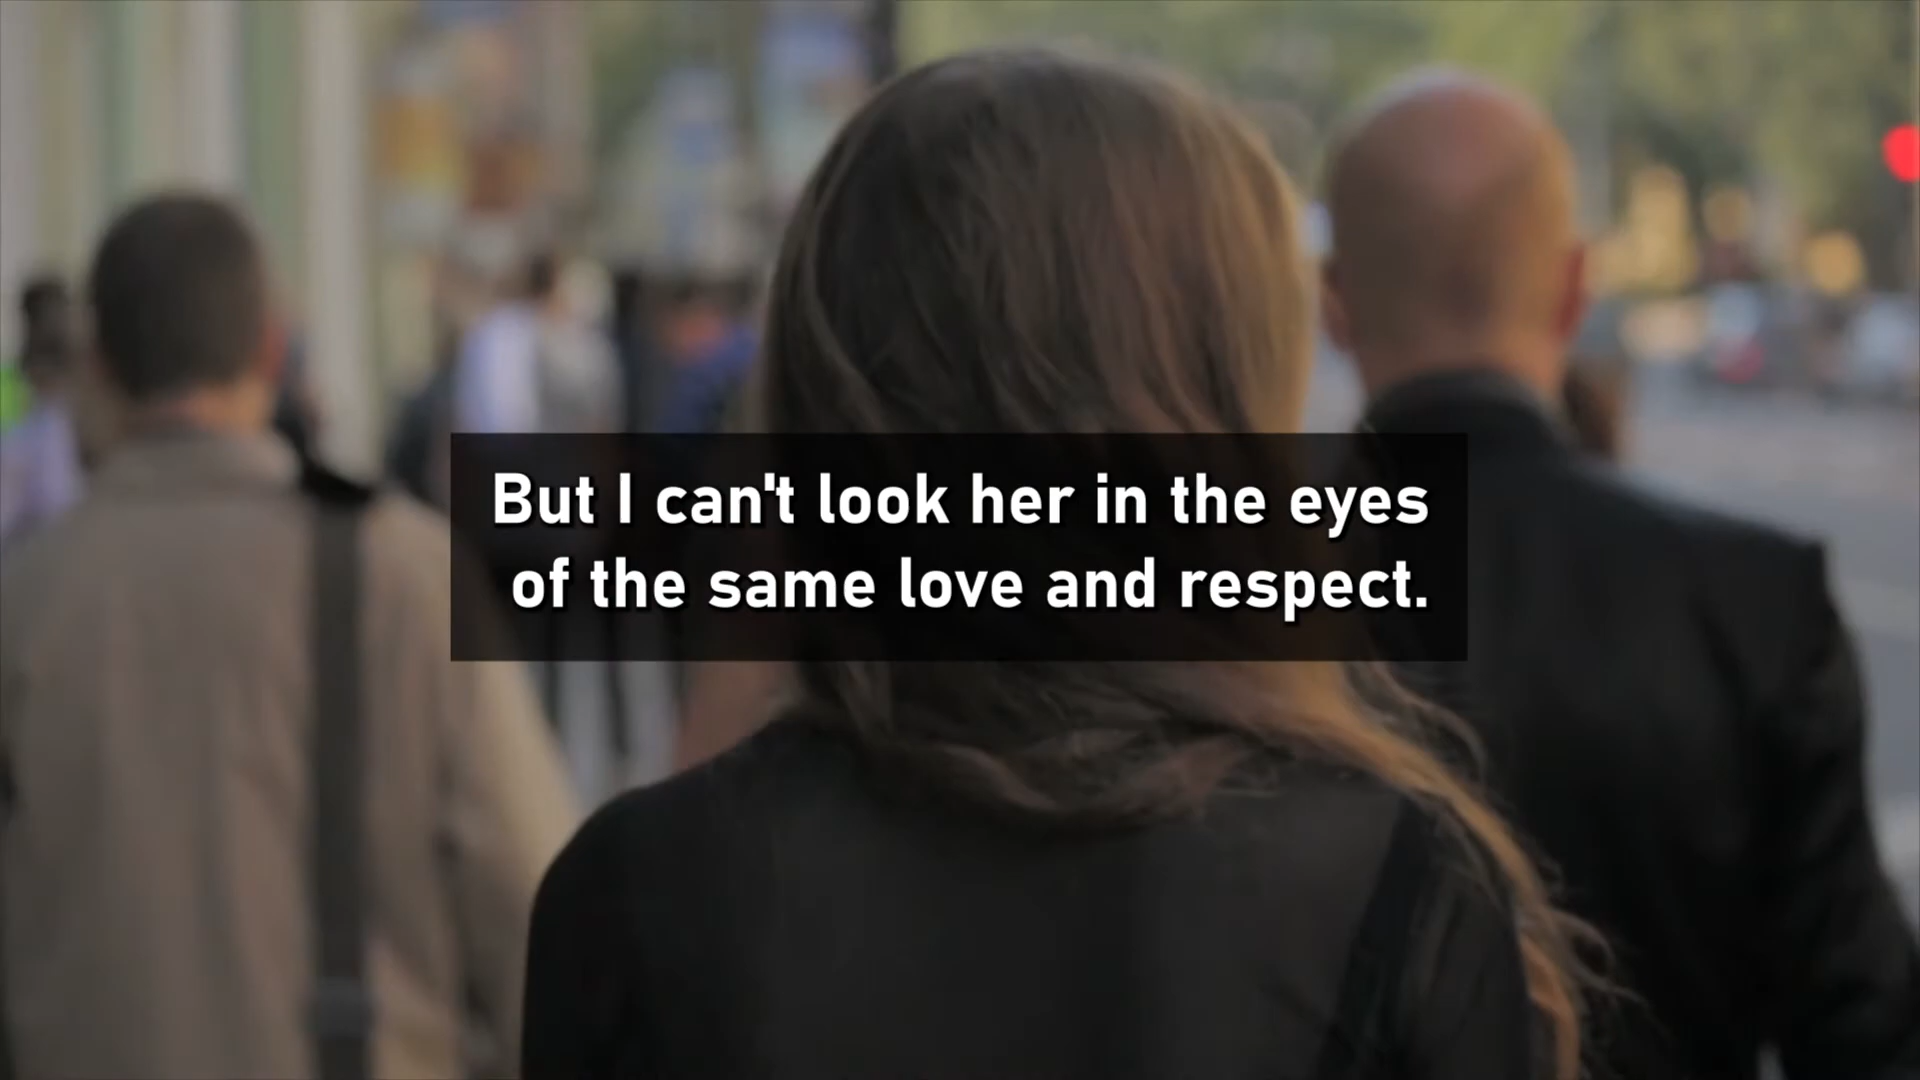 But I can't look her in the eyes
of the same love and respect.